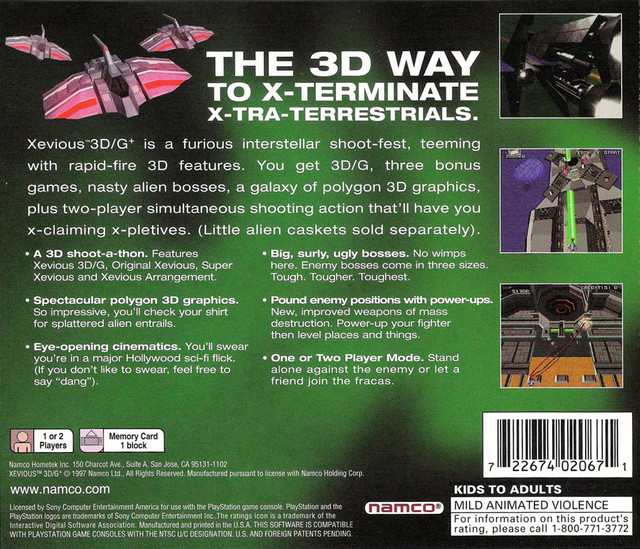 THE 3D WAY
TO X-TERMINATE
X-TRA-TERRESTRIALS.
Xevious™3D/G+ is a furious interstellar shoot-fest, teeming
with rapid-fire 3D features. You get 3D/G, three bonus
games, nasty alien bosses, a galaxy of polygon 3D graphics,
plus two-player simultaneous shooting action that'll have you
x-claiming x-pletives. (Little alien caskets sold separately).
• A 3D shoot-a-thon. Features
Xevious 3D/G, Original Xevious, Super
Xevious and Xevious Arrangement.
• Spectacular polygon 3D graphics.
So impressive, you'll check your shirt
for splattered alien entrails.
• Eye-opening cinematics. You'll swear
you're in a major Hollywood sci-fi flick.
(If you don't like to swear, feel free to
say "dang").
• Big, surly, ugly bosses. No wimps
here. Enemy bosses come in three sizes.
Tough. Tougher. Toughest.
• Pound enemy positions with power-ups.
New, improved weapons of mass
destruction. Power-up your fighter
then level places and things.
• One or Two Player Mode. Stand
alone against the enemy or let a
friend join the fracas.
1 or 2
Players
Memory Card
1 block
Namco Hometek Inc. 150 Charcot Ave., Suite A, San Jose, CA 95131-1102
XEVIOUS™ 3D/G+ © 1997 Namco Ltd., All Rights Reserved. Manufactured pursuant to license with Namco Holding Corp.
www.namco.com
Licensed by Sony Computer Entertainment America for use with the PlayStation game console. PlayStation and the
PlayStation logos are trademarks of Sony Computer Entertainment Inc. The ratings icon is a trademark of the
Interactive Digital Software Association. Manufactured and printed in the U.S.A. THIS SOFTWARE IS COMPATIBLE
WITH PLAYSTATION GAME CONSOLES WITH THE NTSC U/C DESIGNATION. U.S. AND FOREIGN PATENTS PENDING.
namco®
7 22674 02067 1
KIDS TO ADULTS
MILD ANIMATED VIOLENCE
For information on this product's
rating, please call 1-800-771-3772